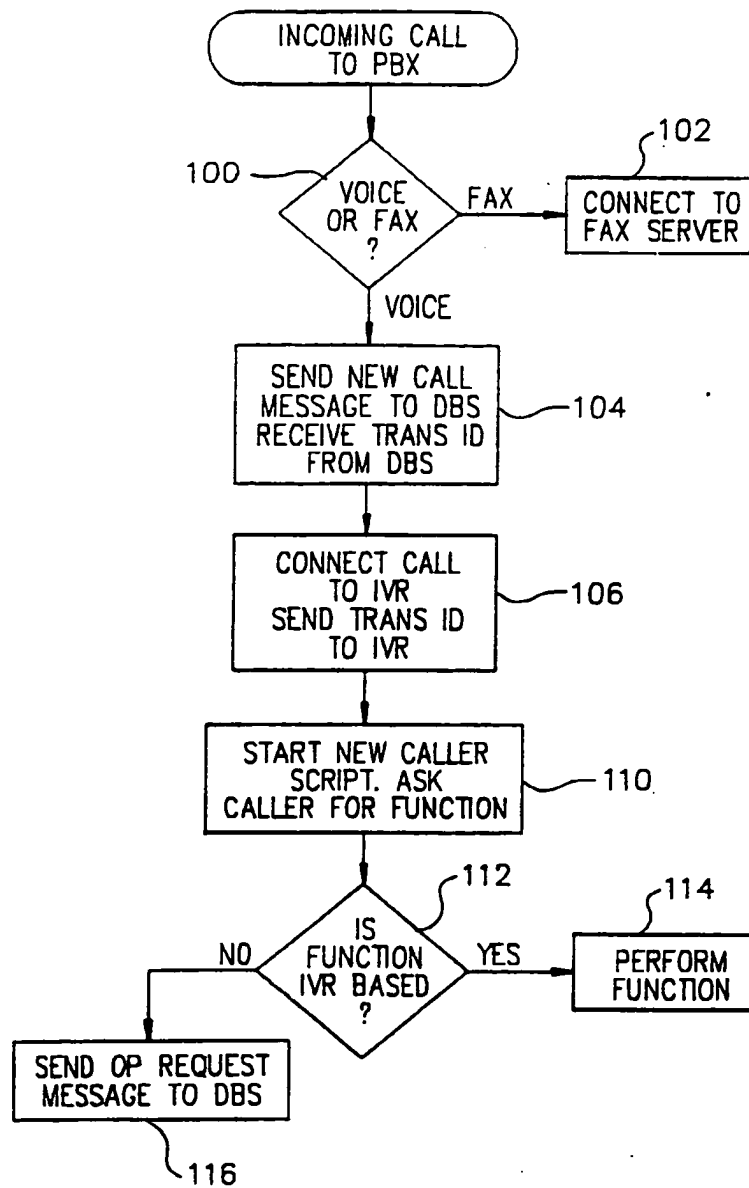 INCOMING CALL
TO PBX
100
VOICE
OR FAX
?
FAX
102
CONNECT TO
FAX SERVER
VOICE
SEND NEW CALL
MESSAGE TO DBS
RECEIVE TRANS ID
FROM DBS
104
CONNECT CALL
TO IVR
SEND TRANS ID
TO IVR
106
START NEW CALLER
SCRIPT. ASK
CALLER FOR FUNCTION
110
112
IS
FUNCTION
IVR BASED
?
NO
YES
114
PERFORM
FUNCTION
SEND OP REQUEST
MESSAGE TO DBS
116